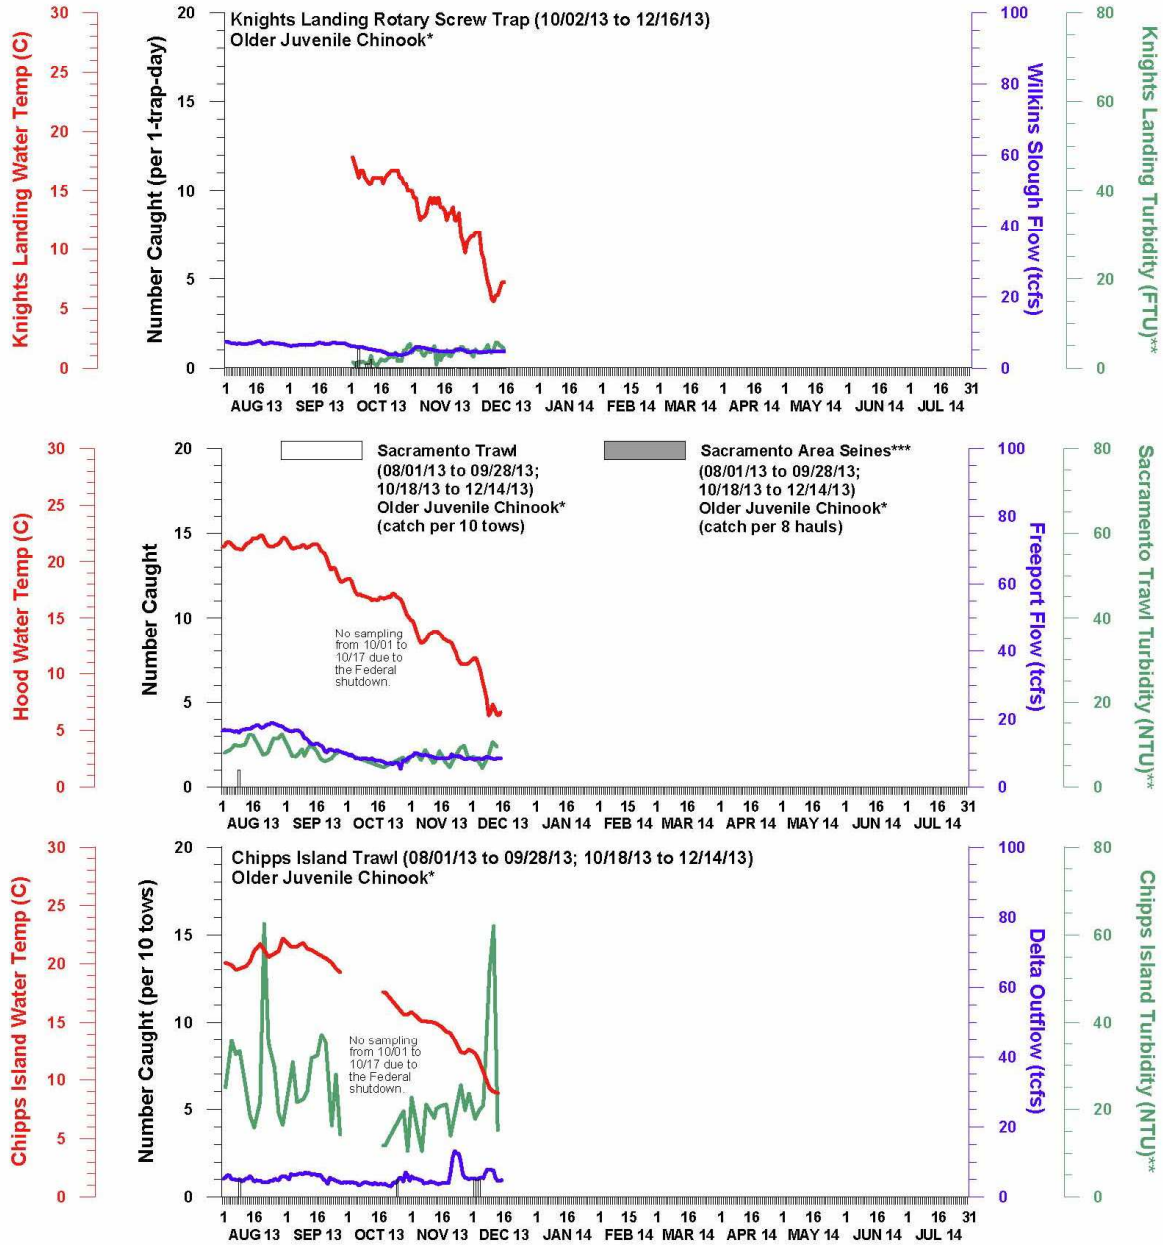 Knights Landing Rotary Screw Trap (10/02/13 to 12/16/13)
Older Juvenile Chinook*
Knights Landing Water Temp (C)
30
25
20
15
10
5
0
Number Caught (per 1-trap-day)
20
15
10
5
0
Wilkins Slough Flow (tcfs)
100
80
60
40
20
0
Knights Landing Turbidity (FTU)**
80
60
40
20
0
1 16 1 16 1 16 1 16 1 16 1 16 1 15 1 16 1 16 1 16 1 16 1 16 31
AUG 13 SEP 13 OCT 13 NOV 13 DEC 13 JAN 14 FEB 14 MAR 14 APR 14 MAY 14 JUN 14 JUL 14
Sacramento Trawl
(08/01/13 to 09/28/13;
10/18/13 to 12/14/13)
Older Juvenile Chinook*
(catch per 10 tows)
Sacramento Area Seines***
(08/01/13 to 09/28/13;
10/18/13 to 12/14/13)
Older Juvenile Chinook*
(catch per 8 hauls)
Hood Water Temp (C)
30
25
20
15
10
5
0
Number Caught
20
15
10
5
0
No sampling
from 10/01 to
10/17 due to
the Federal
shutdown.
Freeport Flow (tcfs)
100
80
60
40
20
0
Sacramento Trawl Turbidity (NTU)**
80
60
40
20
0
1 16 1 16 1 16 1 16 1 16 1 16 1 15 1 16 1 16 1 16 1 16 1 16 31
AUG 13 SEP 13 OCT 13 NOV 13 DEC 13 JAN 14 FEB 14 MAR 14 APR 14 MAY 14 JUN 14 JUL 14
Chipps Island Trawl (08/01/13 to 09/28/13; 10/18/13 to 12/14/13)
Older Juvenile Chinook*
Chipps Island Water Temp (C)
30
25
20
15
10
5
0
Number Caught (per 10 tows)
20
15
10
5
0
No sampling
from 10/01 to
10/17 due to
the Federal
shutdown.
Delta Outflow (tcfs)
100
80
60
40
20
0
Chipps Island Turbidity (NTU)**
80
60
40
20
0
1 16 1 16 1 16 1 16 1 16 1 16 1 15 1 16 1 16 1 16 1 16 1 16 31
AUG 13 SEP 13 OCT 13 NOV 13 DEC 13 JAN 14 FEB 14 MAR 14 APR 14 MAY 14 JUN 14 JUL 14